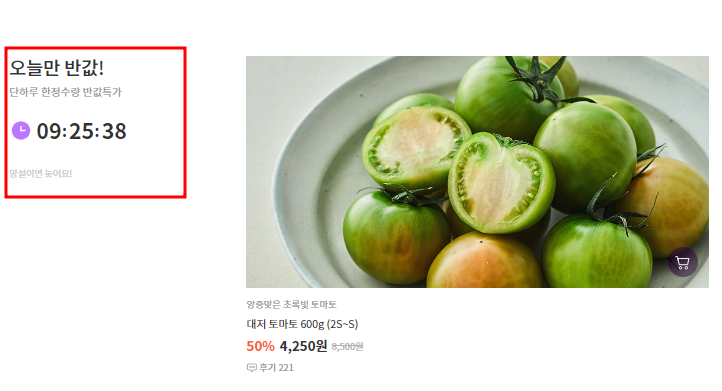 오늘만 반값!
단하루 한정수량 반값특가
09:25:38
망설이면 늦어요!
앙증맞은 초록빛 토마토
대저 토마토 600g (2S~S)
50% 4,250원 8,500원
후기 221